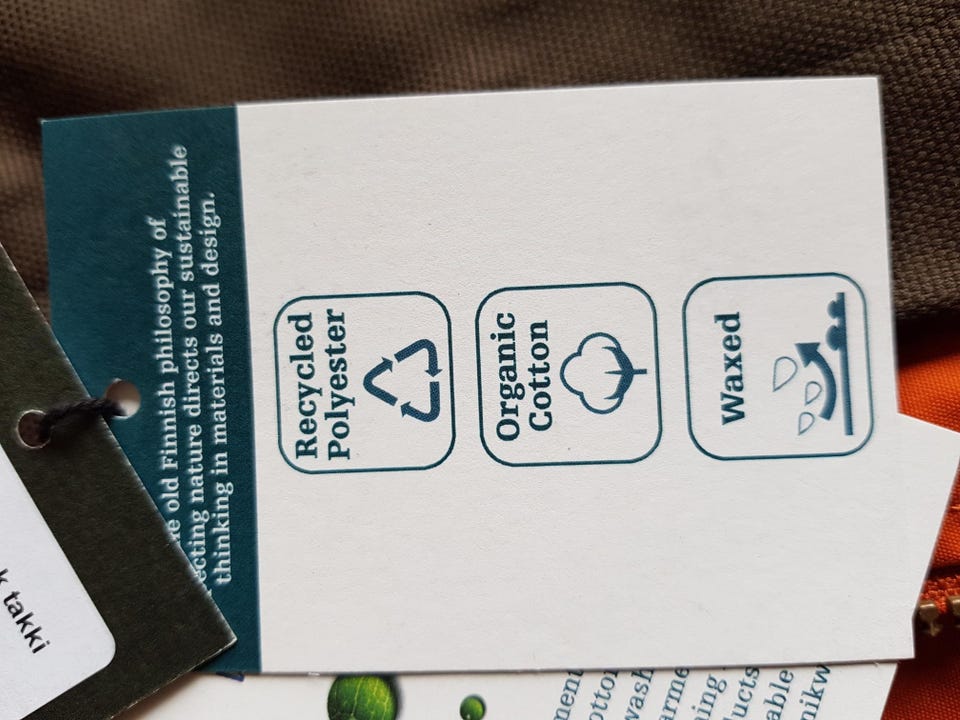 old Finnish philosophy of
nature directs our sustainable
thinking in materials and design.
Recycled
Polyester
Organic
Cotton
Waxed
takki